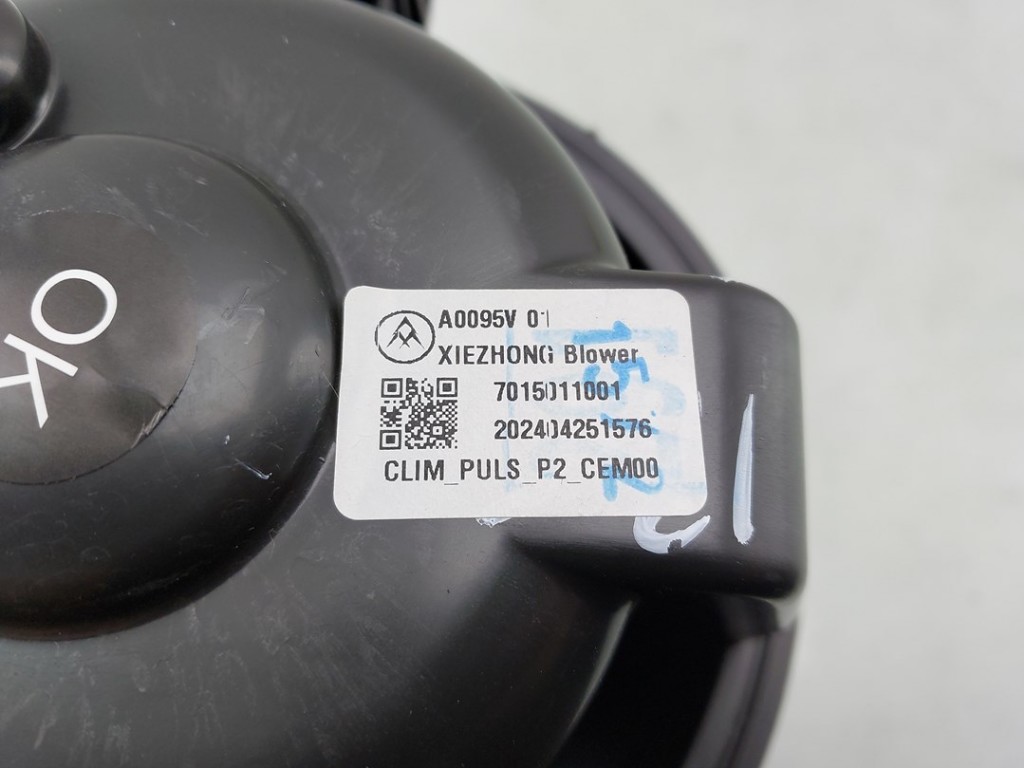 OK
A0095V 01
XIEZHONG Blower
7015011001
202404251576
CLIM_PULS_P2_CEM00